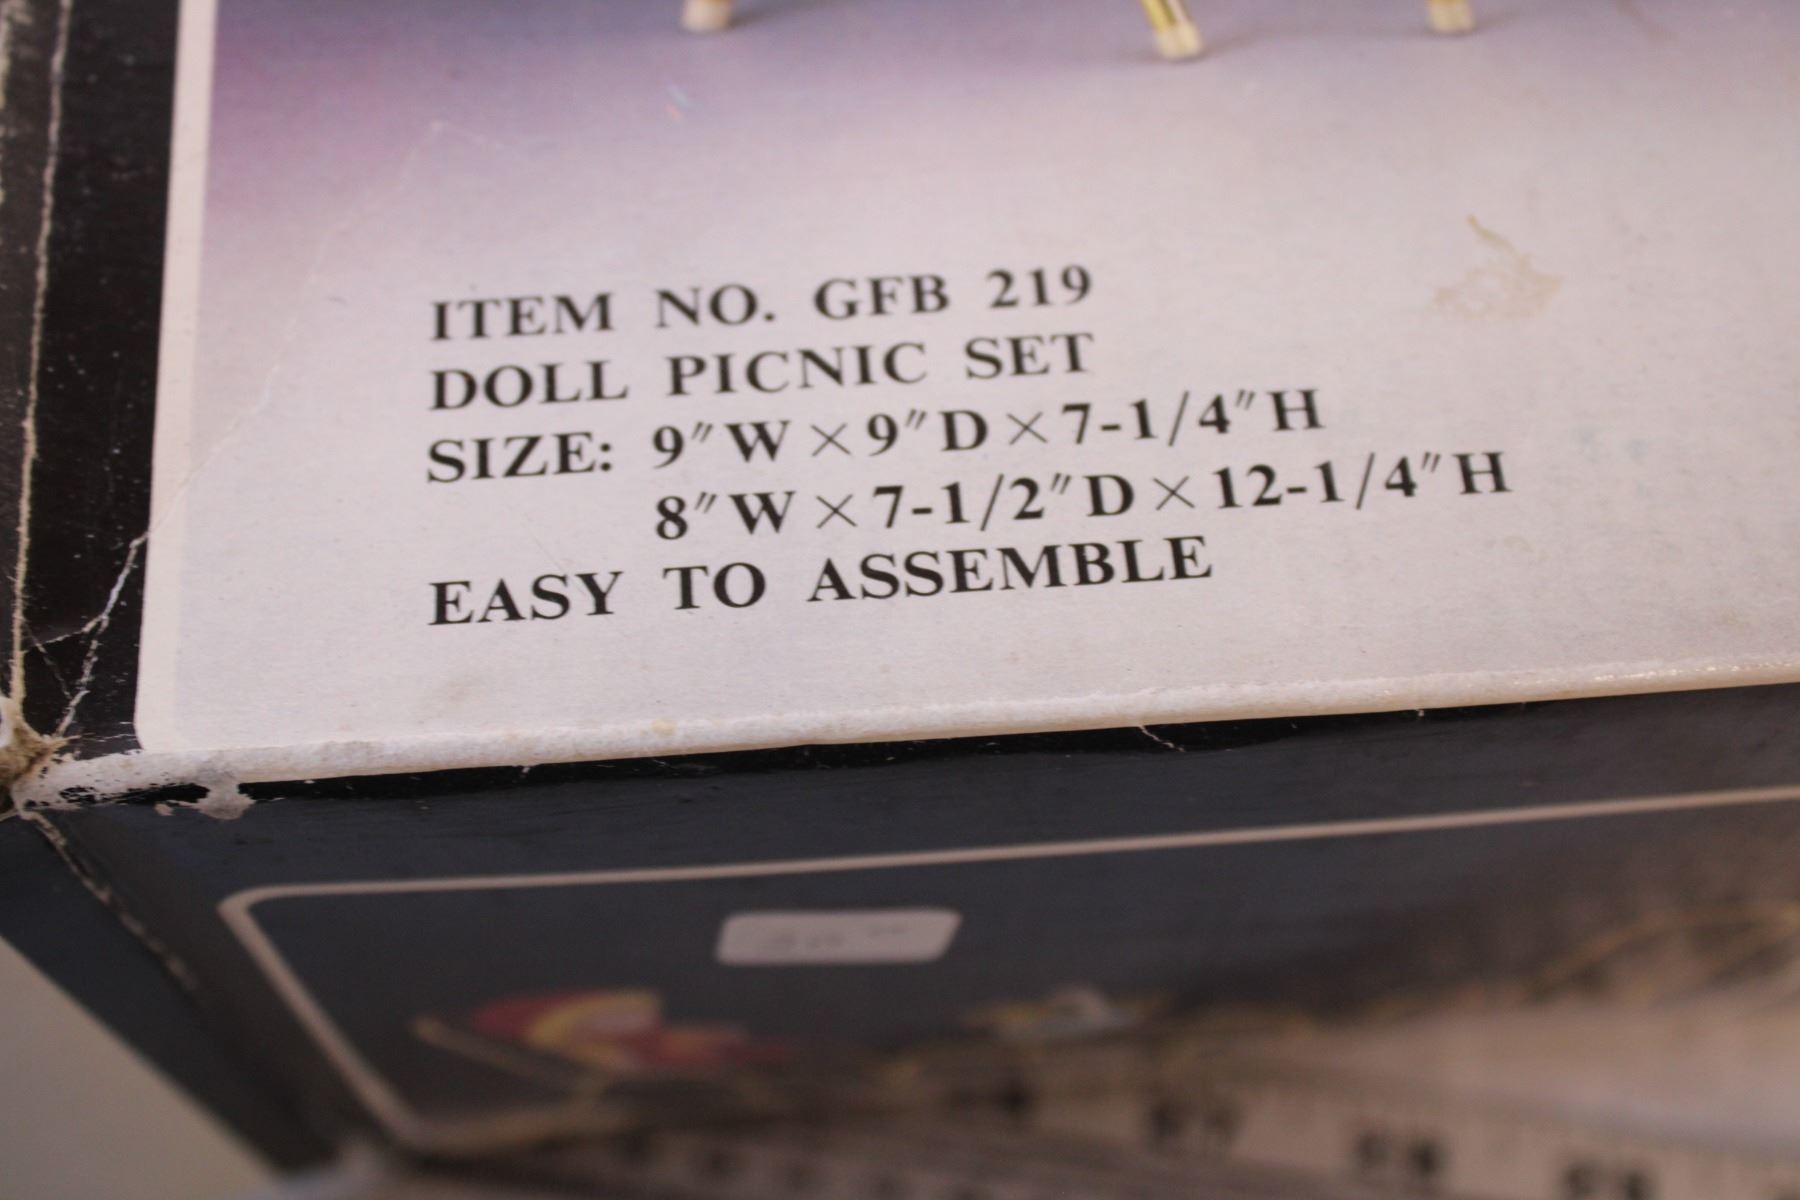 ITEM NO. GFB 219
DOLL PICNIC SET
SIZE: 9″W×9″D×7-1/4″H
8″W×7-1/2″D×12-1/4″H
EASY TO ASSEMBLE